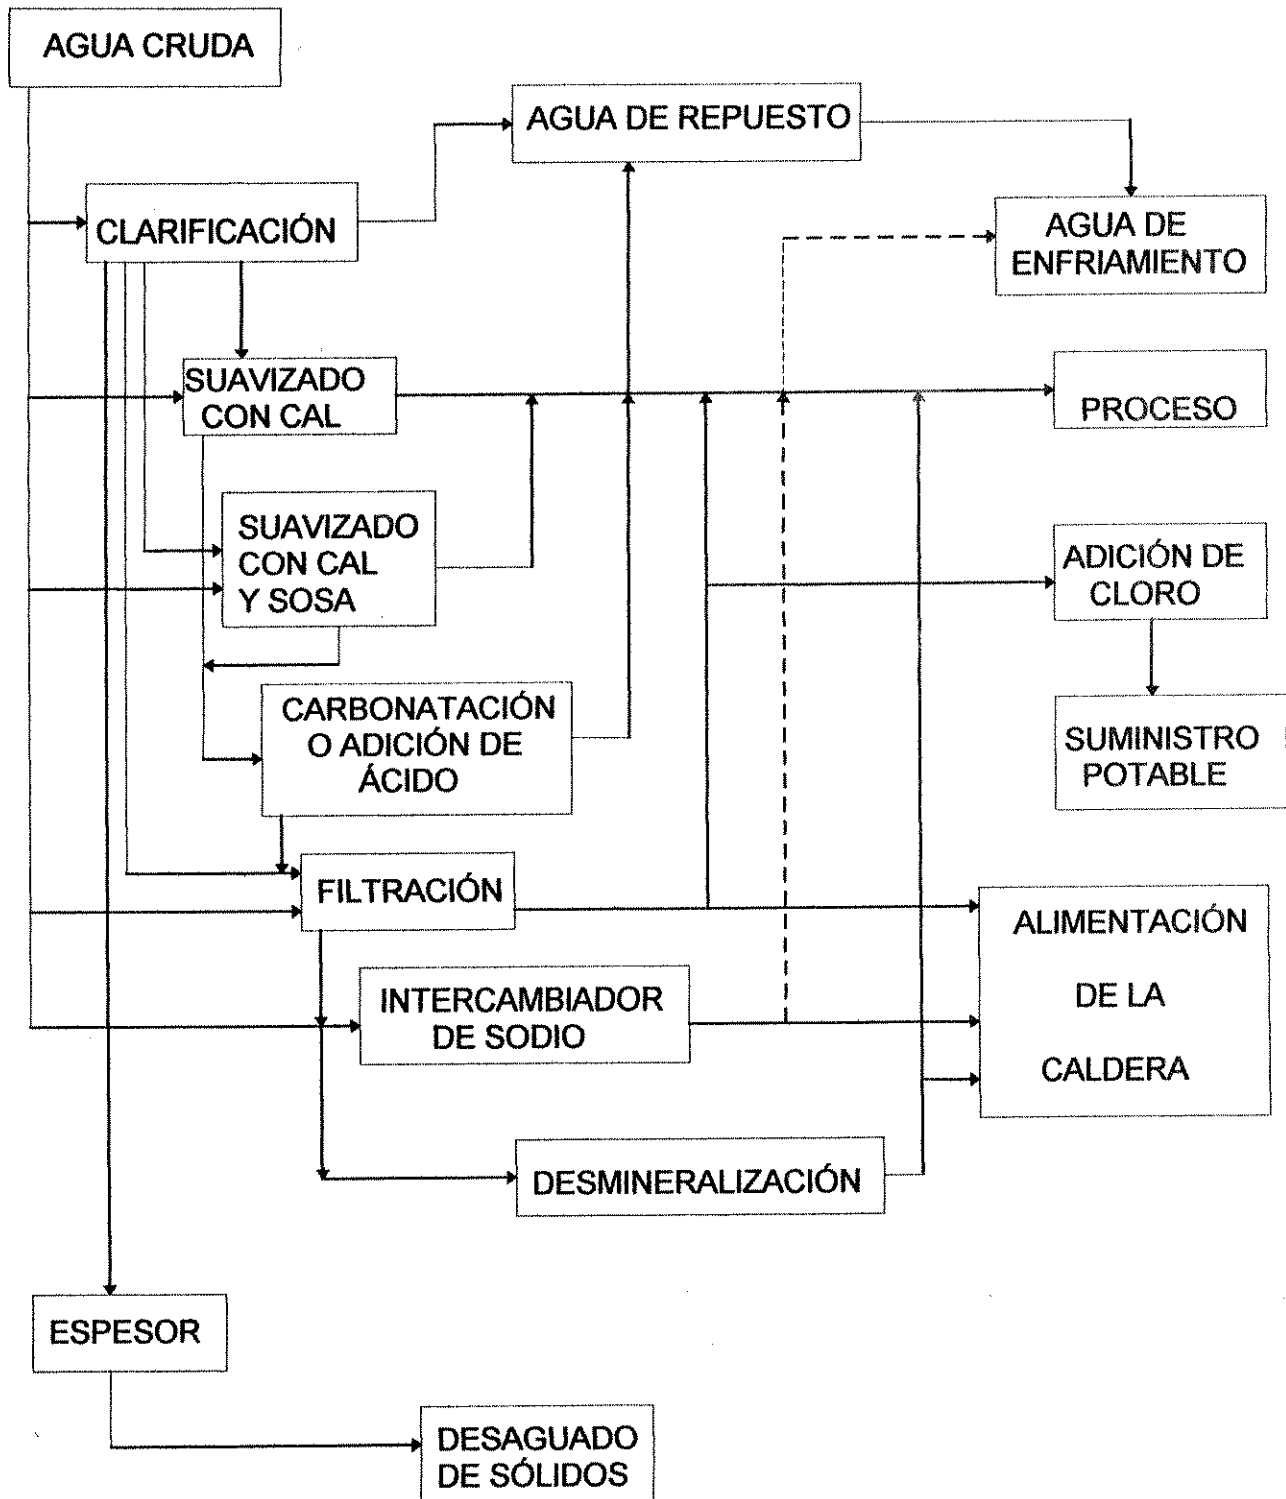 AGUA CRUDA
AGUA DE REPUESTO
CLARIFICACIÓN
AGUA DE
ENFRIAMIENTO
SUAVIZADO
CON CAL
PROCESO
SUAVIZADO
CON CAL
Y SOSA
ADICIÓN DE
CLORO
CARBONATACIÓN
O ADICIÓN DE
ÁCIDO
SUMINISTRO
POTABLE
FILTRACIÓN
ALIMENTACIÓN
DE LA
CALDERA
INTERCAMBIADOR
DE SODIO
DESMINERALIZACIÓN
ESPESOR
DESAGUADO
DE SÓLIDOS